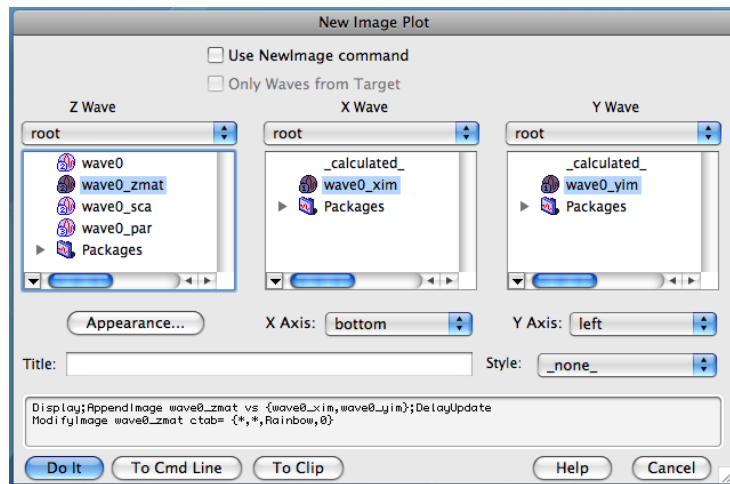 New Image Plot
Use NewImage command
Only Waves from Target
Z Wave X Wave Y Wave
root root root
wave0 _calculated_ _calculated_
wave0_zmat wave0_xim wave0_yim
wave0_sca Packages Packages
wave0_par
Packages
Appearance... X Axis: bottom Y Axis: left
Title: Style: _none_
Display;AppendImage wave0_zmat vs {wave0_xim,wave0_yim};DelayUpdate
ModifyImage wave0_zmat ctab= {*,*,Rainbow,0}
Do It To Cmd Line To Clip Help Cancel